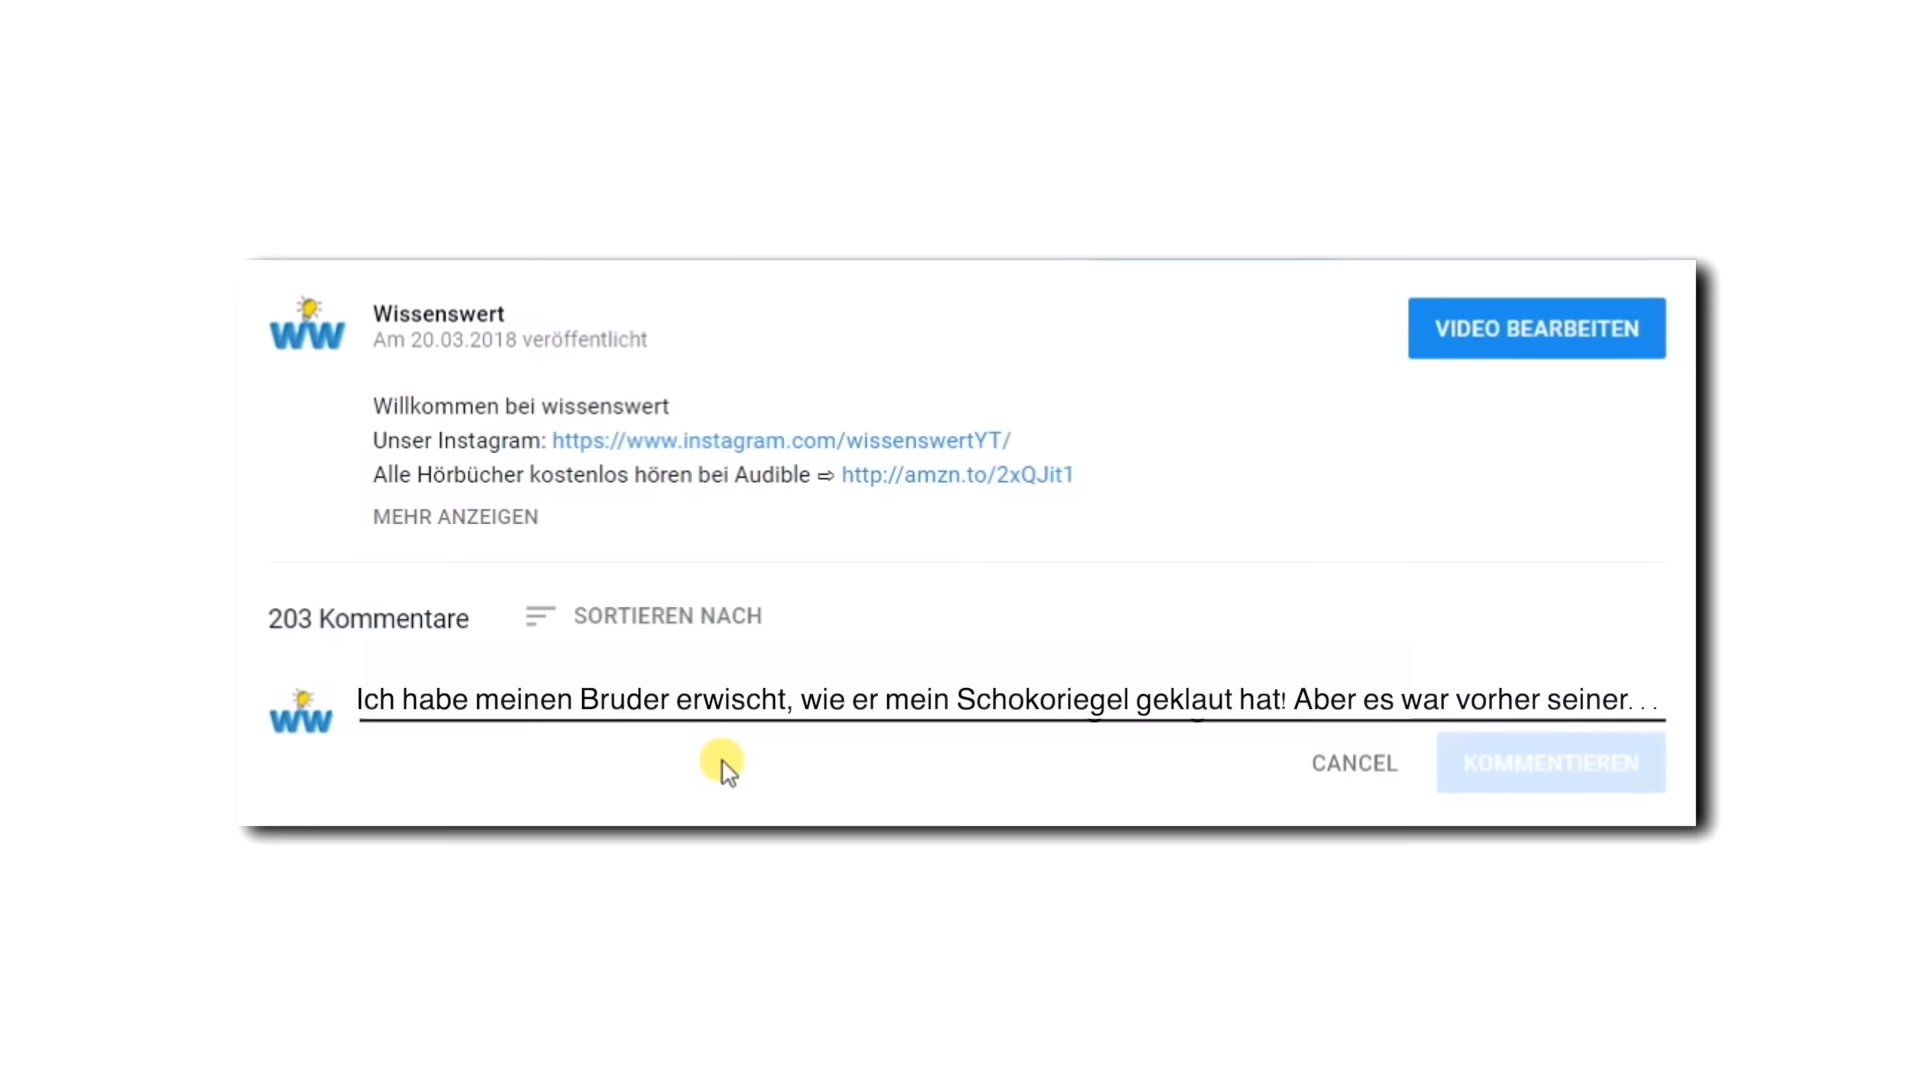 WW
Wissenswert
Am 20.03.2018 veröffentlicht
VIDEO BEARBEITEN
Willkommen bei wissenswert
Unser Instagram: https://www.instagram.com/wissenswertYT/
Alle Hörbücher kostenlos hören bei Audible ⇨ http://amzn.to/2xQJit1
MEHR ANZEIGEN
203 Kommentare SORTIEREN NACH
WW
Ich habe meinen Bruder erwischt, wie er mein Schokoriegel geklaut hat! Aber es war vorher seiner. . .
CANCEL KOMMENTIEREN